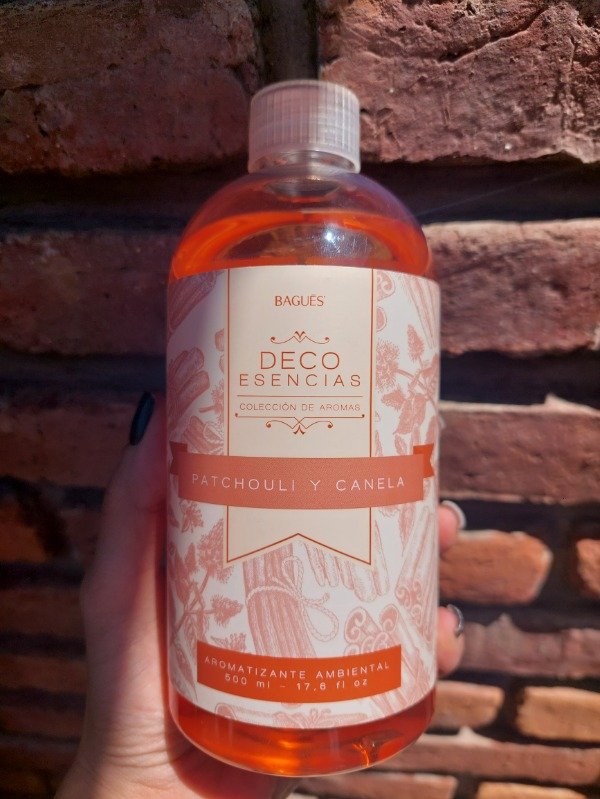 BAGUÉS
DECO
ESENCIAS
COLECCIÓN DE AROMAS
PATCHOULI Y CANELA
AROMATIZANTE AMBIENTAL
500 ml - 17,6 fl oz